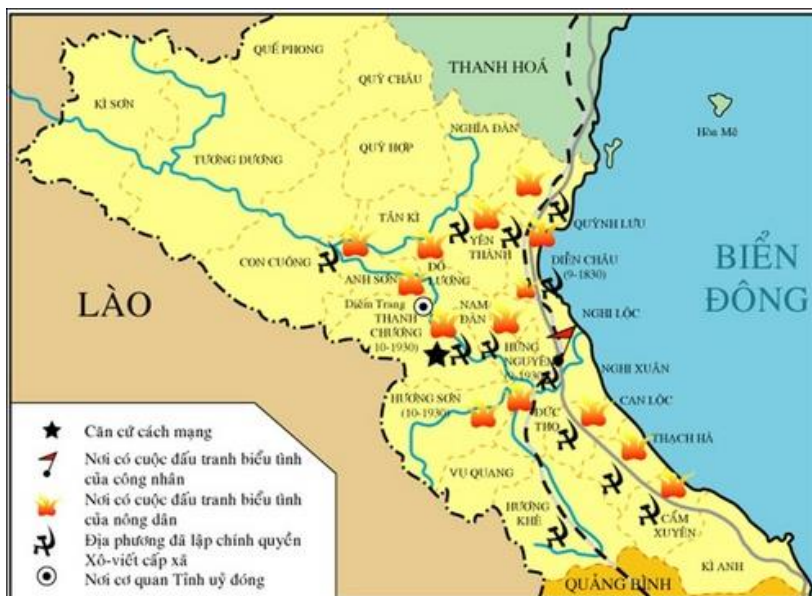 QUẾ PHONG
THANH HOÁ
QUỲ CHÂU
KÌ SƠN
Hòn Mê
NGHĨA ĐÀN
QUỲ HỢP
TƯƠNG DƯƠNG
TÂN KÌ
QUỲNH LƯU
YÊN
THÀNH
BIỂN
ĐÔNG
CON CUÔNG
DIỄN CHÂU
(9-1830)
ĐÔ
LƯƠNG
ANH SƠN
LÀO
Diễm Trang
NAM
ĐÀN
THANH
CHƯƠNG
(10-1930)
NGHI LỘC
HƯNG
NGUYÊN
(9-1930)
NGHI XUÂN
HƯƠNG SƠN
(10-1930)
CAN LỘC
ĐỨC
THỌ
THẠCH HÀ
VỤ QUANG
HƯƠNG
KHÊ
CẨM
XUYÊN
KÌ ANH
QUẢNG BÌNH
Căn cứ cách mạng
Nơi có cuộc đấu tranh biểu tình
của công nhân
Nơi có cuộc đấu tranh biểu tình
của nông dân
Địa phương đã lập chính quyền
Xô-viết cấp xã
Nơi cơ quan Tỉnh uỷ đóng